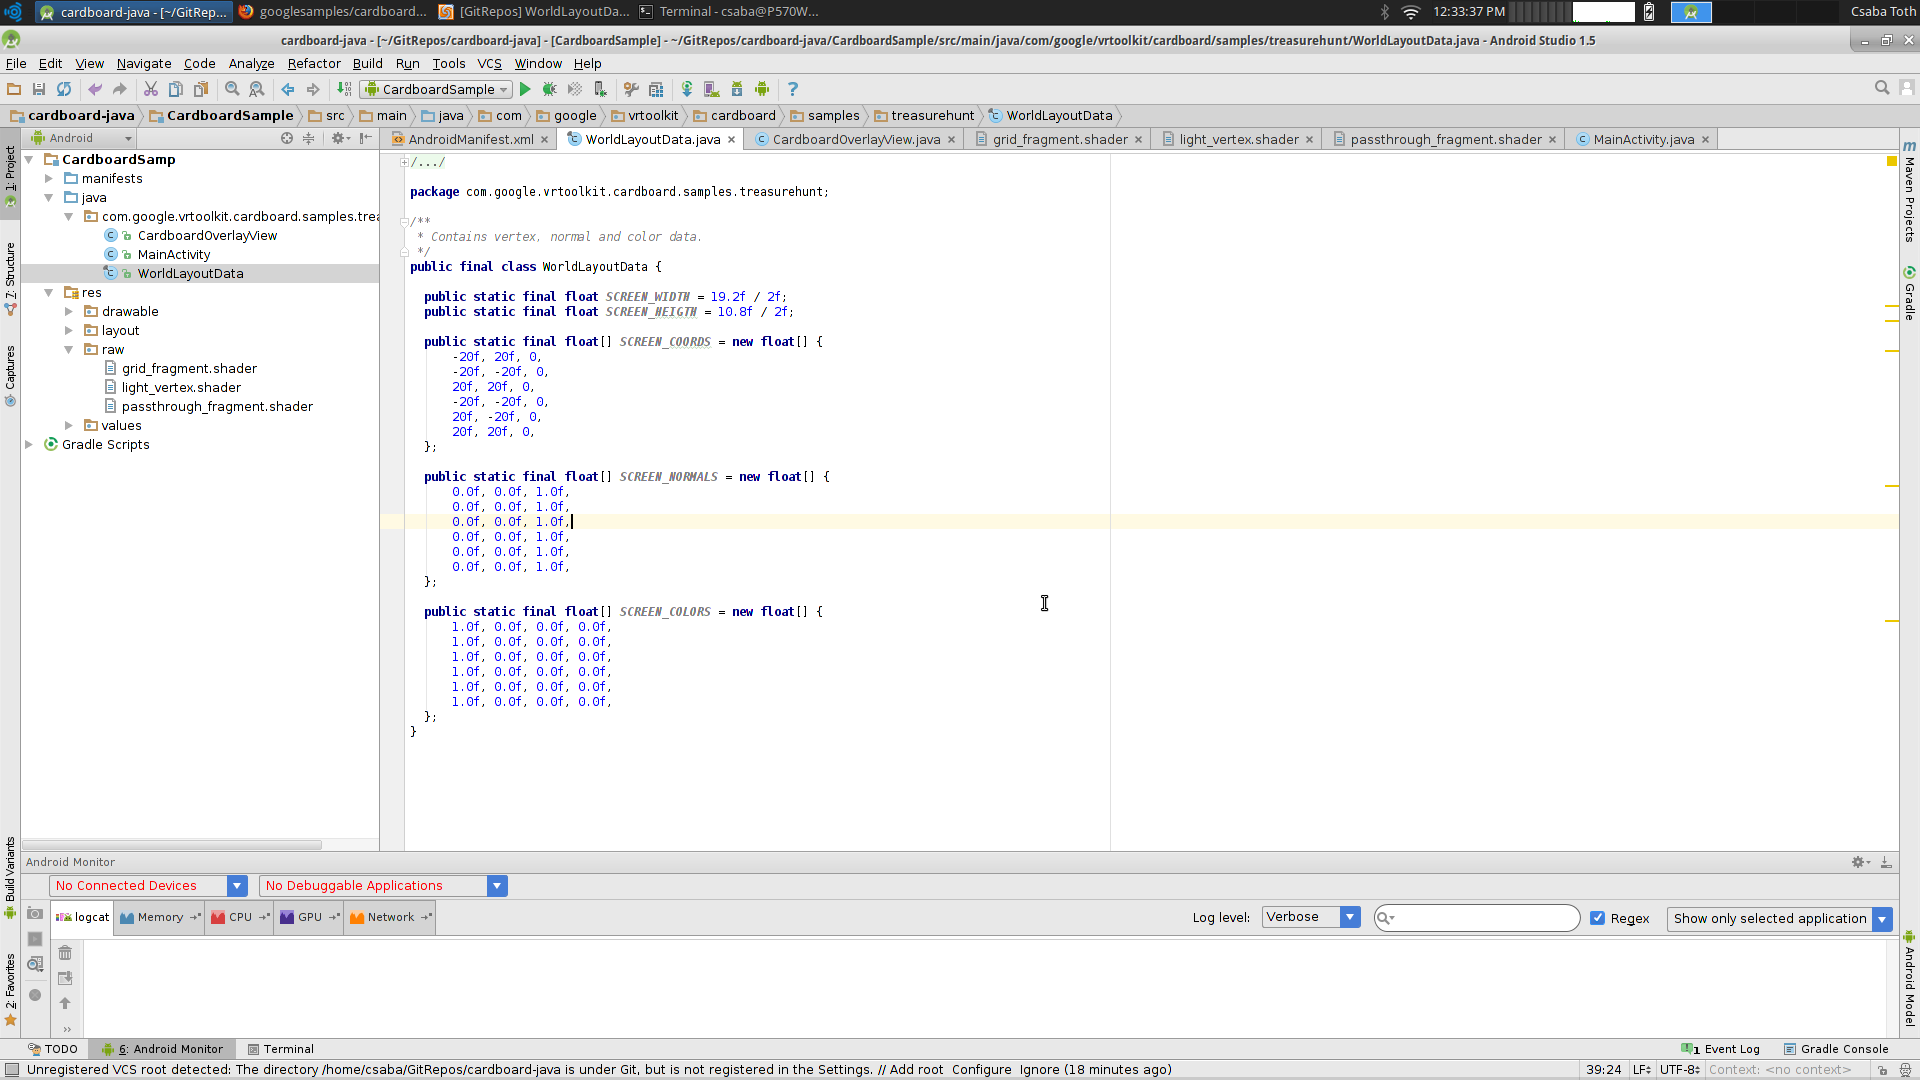 cardboard-java - [~/GitRep... googlesamples/cardboard... [GitRepos] WorldLayoutDa... Terminal - csaba@P570W... 12:33:37 PM Csaba Toth
cardboard-java - [~/GitRepos/cardboard-java] - [CardboardSample] - ~/GitRepos/cardboard-java/CardboardSample/src/main/java/com/google/vrtoolkit/cardboard/samples/treasurehunt/WorldLayoutData.java - Android Studio 1.5
File Edit View Navigate Code Analyze Refactor Build Run Tools VCS Window Help
CardboardSample
cardboard-java CardboardSample src main java com google vrtoolkit cardboard samples treasurehunt WorldLayoutData
Android
AndroidManifest.xml WorldLayoutData.java CardboardOverlayView.java grid_fragment.shader light_vertex.shader passthrough_fragment.shader MainActivity.java
1: Project
7: Structure
Captures
Build Variants
2: Favorites
CardboardSamp
manifests
java
com.google.vrtoolkit.cardboard.samples.trea
CardboardOverlayView
MainActivity
WorldLayoutData
res
drawable
layout
raw
grid_fragment.shader
light_vertex.shader
passthrough_fragment.shader
values
Gradle Scripts
/.../
package com.google.vrtoolkit.cardboard.samples.treasurehunt;
/**
* Contains vertex, normal and color data.
*/
public final class WorldLayoutData {
public static final float SCREEN_WIDTH = 19.2f / 2f;
public static final float SCREEN_HEIGTH = 10.8f / 2f;
public static final float[] SCREEN_COORDS = new float[] {
-20f, 20f, 0,
-20f, -20f, 0,
20f, 20f, 0,
-20f, -20f, 0,
20f, -20f, 0,
20f, 20f, 0,
};
public static final float[] SCREEN_NORMALS = new float[] {
0.0f, 0.0f, 1.0f,
0.0f, 0.0f, 1.0f,
0.0f, 0.0f, 1.0f,
0.0f, 0.0f, 1.0f,
0.0f, 0.0f, 1.0f,
0.0f, 0.0f, 1.0f,
};
public static final float[] SCREEN_COLORS = new float[] {
1.0f, 0.0f, 0.0f, 0.0f,
1.0f, 0.0f, 0.0f, 0.0f,
1.0f, 0.0f, 0.0f, 0.0f,
1.0f, 0.0f, 0.0f, 0.0f,
1.0f, 0.0f, 0.0f, 0.0f,
1.0f, 0.0f, 0.0f, 0.0f,
};
}
Maven Projects
Gradle
Android Model
Android Monitor
No Connected Devices No Debuggable Applications
logcat Memory CPU GPU Network Log level: Verbose Regex Show only selected application
TODO 6: Android Monitor Terminal 1 Event Log Gradle Console
Unregistered VCS root detected: The directory /home/csaba/GitRepos/cardboard-java is under Git, but is not registered in the Settings. // Add root Configure Ignore (18 minutes ago) 39:24 LF UTF-8 Context: <no context>